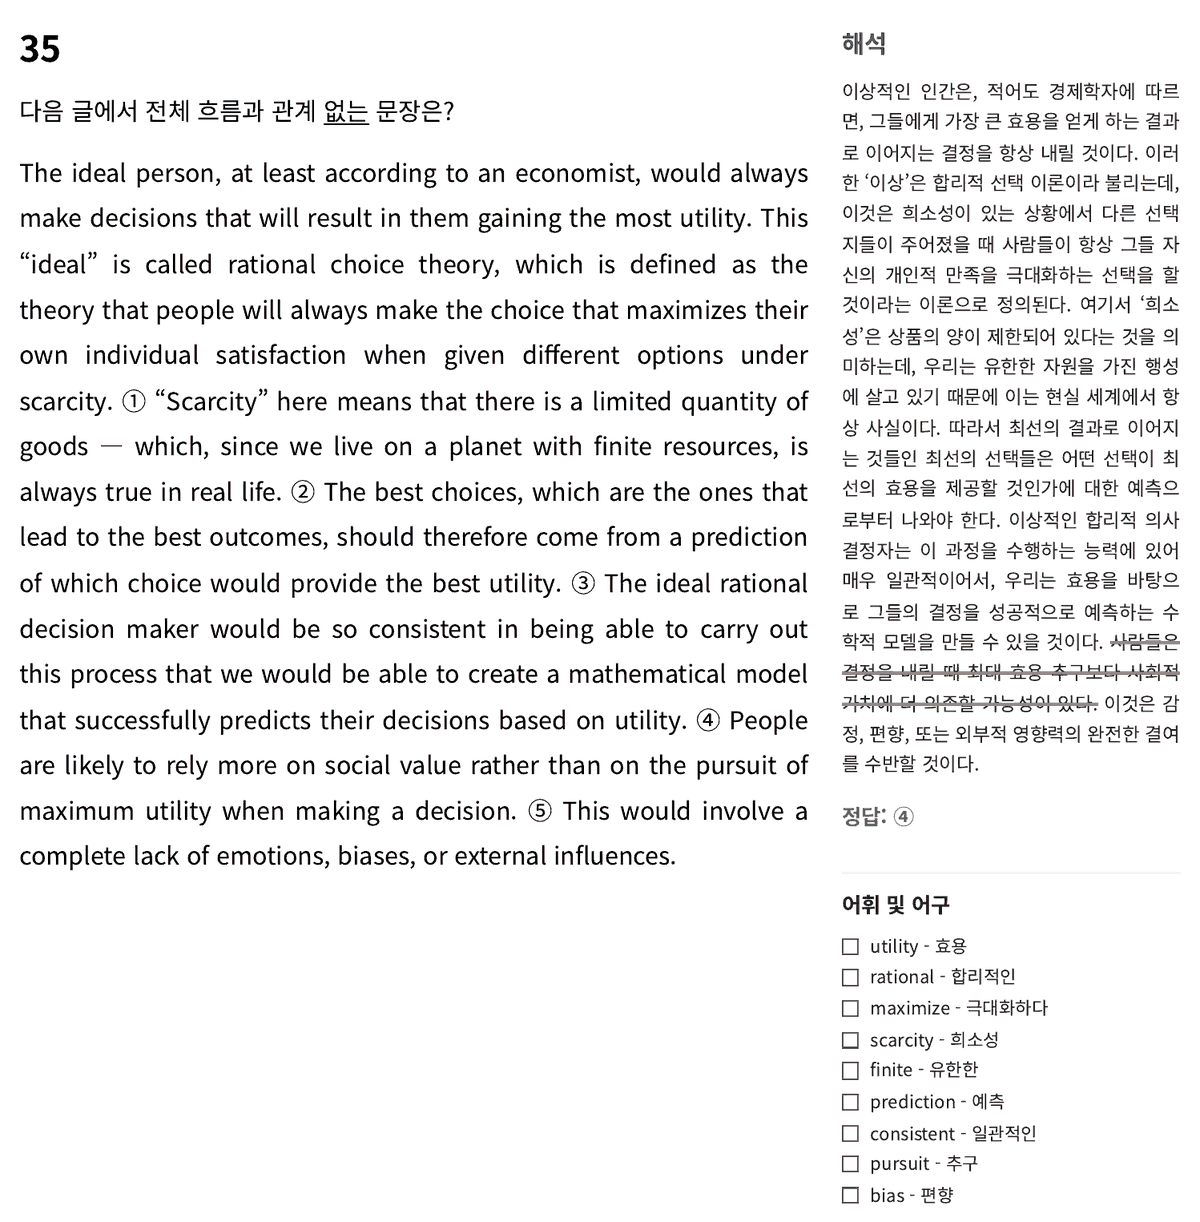 35
다음 글에서 전체 흐름과 관계 없는 문장은?
The ideal person, at least according to an economist, would always
make decisions that will result in them gaining the most utility. This
“ideal” is called rational choice theory, which is defined as the
theory that people will always make the choice that maximizes their
own individual satisfaction when given different options under
scarcity. ① “Scarcity” here means that there is a limited quantity of
goods — which, since we live on a planet with finite resources, is
always true in real life. ② The best choices, which are the ones that
lead to the best outcomes, should therefore come from a prediction
of which choice would provide the best utility. ③ The ideal rational
decision maker would be so consistent in being able to carry out
this process that we would be able to create a mathematical model
that successfully predicts their decisions based on utility. ④ People
are likely to rely more on social value rather than on the pursuit of
maximum utility when making a decision. ⑤ This would involve a
complete lack of emotions, biases, or external influences.
해석
이상적인 인간은, 적어도 경제학자에 따르
면, 그들에게 가장 큰 효용을 얻게 하는 결과
로 이어지는 결정을 항상 내릴 것이다. 이러
한 ‘이상’은 합리적 선택 이론이라 불리는데,
이것은 희소성이 있는 상황에서 다른 선택
지들이 주어졌을 때 사람들이 항상 그들 자
신의 개인적 만족을 극대화하는 선택을 할
것이라는 이론으로 정의된다. 여기서 ‘희소
성’은 상품의 양이 제한되어 있다는 것을 의
미하는데, 우리는 유한한 자원을 가진 행성
에 살고 있기 때문에 이는 현실 세계에서 항
상 사실이다. 따라서 최선의 결과로 이어지
는 것들인 최선의 선택들은 어떤 선택이 최
선의 효용을 제공할 것인가에 대한 예측으
로부터 나와야 한다. 이상적인 합리적 의사
결정자는 이 과정을 수행하는 능력에 있어
매우 일관적이어서, 우리는 효용을 바탕으
로 그들의 결정을 성공적으로 예측하는 수
학적 모델을 만들 수 있을 것이다. 사람들은
결정을 내릴 때 최대 효용 추구보다 사회적
가치에 더 의존할 가능성이 있다. 이것은 감
정, 편향, 또는 외부적 영향력의 완전한 결여
를 수반할 것이다.
정답: ④
어휘 및 어구
utility - 효용
rational - 합리적인
maximize - 극대화하다
scarcity - 희소성
finite - 유한한
prediction - 예측
consistent - 일관적인
pursuit - 추구
bias - 편향